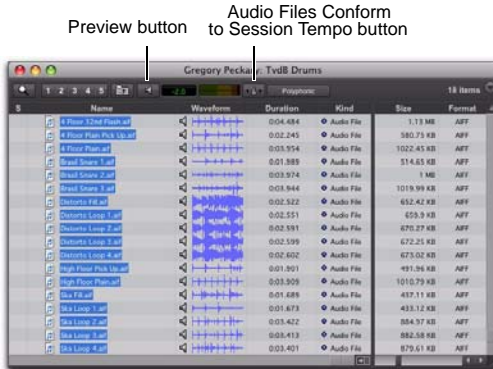 Audio Files Conform
Preview button to Session Tempo button
Gregory Peckary: TvdB Drums
1 2 3 4 5 -2.0 Polyphonic 18 items
S Name Waveform Duration Kind Size Format
4 Floor 32nd Flash.aif 0:04.484 Audio File 1.13 MB AIFF
4 Floor Plain Pick Up.aif 0:02.245 Audio File 580.75 KB AIFF
4 Floor Plain.aif 0:03.954 Audio File 1022.45 KB AIFF
Brasil Snare 1.aif 0:01.989 Audio File 514.65 KB AIFF
Brasil Snare 2.aif 0:03.974 Audio File 1 MB AIFF
Brasil Snare 3.aif 0:03.944 Audio File 1019.99 KB AIFF
Distorto Fill.aif 0:02.522 Audio File 652.42 KB AIFF
Distorto Loop 1.aif 0:02.551 Audio File 659.9 KB AIFF
Distorto Loop 2.aif 0:02.591 Audio File 670.27 KB AIFF
Distorto Loop 3.aif 0:02.599 Audio File 672.25 KB AIFF
Distorto Loop 4.aif 0:02.602 Audio File 673.02 KB AIFF
High Floor Pick Up.aif 0:01.901 Audio File 491.96 KB AIFF
High Floor Plain.aif 0:03.909 Audio File 1010.79 KB AIFF
Ska Fill.aif 0:01.689 Audio File 437.11 KB AIFF
Ska Loop 1.aif 0:01.673 Audio File 433.12 KB AIFF
Ska Loop 2.aif 0:03.422 Audio File 884.97 KB AIFF
Ska Loop 3.aif 0:03.413 Audio File 882.58 KB AIFF
Ska Loop 4.aif 0:03.401 Audio File 879.61 KB AIFF